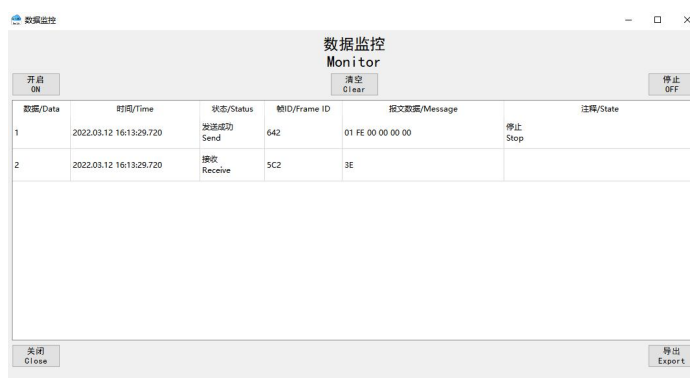 数据监控
数据监控
Monitor
开启
ON
清空
Clear
停止
OFF
数据/Data 时间/Time 状态/Status 帧ID/Frame ID 报文数据/Message 注释/State
1 2022.03.12 16:13:29.720 发送成功 Send 642 01 FE 00 00 00 00 停止 Stop
2 2022.03.12 16:13:29.720 接收 Receive 5C2 3E
关闭
Close
导出
Export